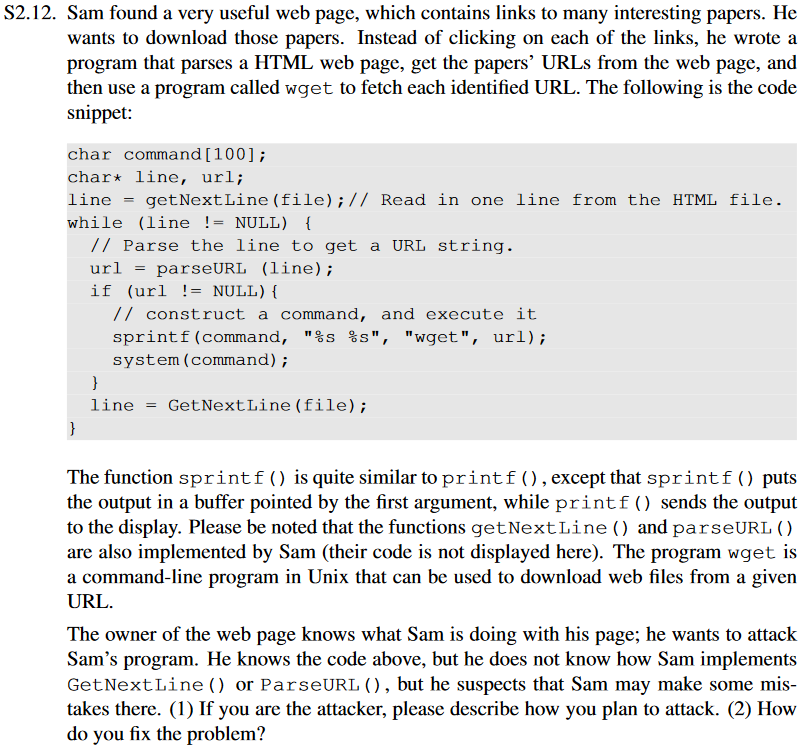 S2.12. Sam found a very useful web page, which contains links to many interesting papers. He
wants to download those papers. Instead of clicking on each of the links, he wrote a
program that parses a HTML web page, get the papers’ URLs from the web page, and
then use a program called wget to fetch each identified URL. The following is the code
snippet:
char command[100];
char* line, url;
line = getNextLine(file);// Read in one line from the HTML file.
while (line != NULL) {
// Parse the line to get a URL string.
url = parseURL (line);
if (url != NULL){
// construct a command, and execute it
sprintf(command, "%s %s", "wget", url);
system(command);
}
line = GetNextLine(file);
}
The function sprintf() is quite similar to printf(), except that sprintf() puts
the output in a buffer pointed by the first argument, while printf() sends the output
to the display. Please be noted that the functions getNextLine() and parseURL()
are also implemented by Sam (their code is not displayed here). The program wget is
a command-line program in Unix that can be used to download web files from a given
URL.
The owner of the web page knows what Sam is doing with his page; he wants to attack
Sam’s program. He knows the code above, but he does not know how Sam implements
GetNextLine() or ParseURL(), but he suspects that Sam may make some mis-
takes there. (1) If you are the attacker, please describe how you plan to attack. (2) How
do you fix the problem?